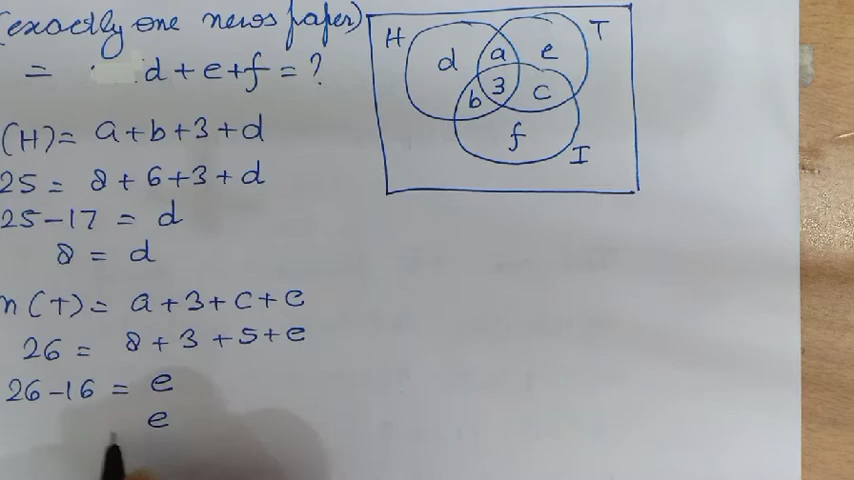 (exactly one news paper)
= d+e+f = ?
(H) = a+b+3+d
25 = 8+6+3+d
25-17 = d
8 = d
n(T) = a+3+c+e
26 = 8+3+5+e
26-16 = e
e
H
T
d
a
e
b
3
c
f
I